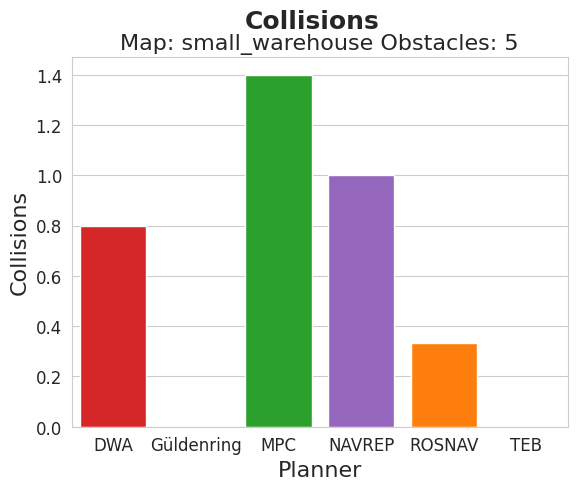 Collisions
Map: small_warehouse Obstacles: 5
Collisions
1.4
1.2
1.0
0.8
0.6
0.4
0.2
0.0
DWA Güldenring MPC NAVREP ROSNAV TEB
Planner